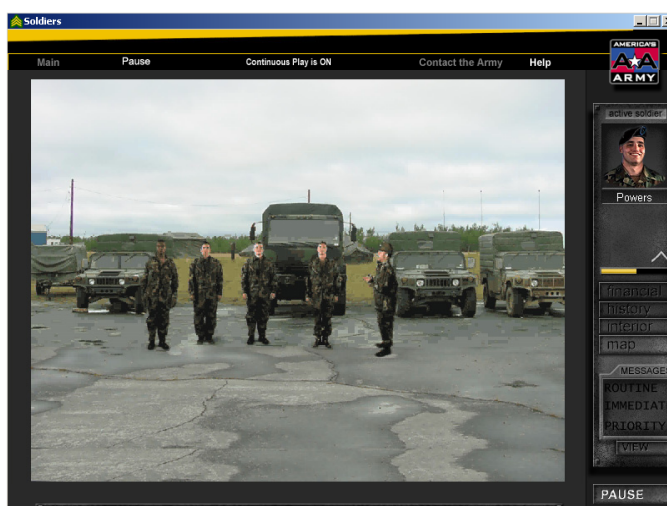 Soldiers
Main Pause Continuous Play is ON Contact the Army Help
AMERICA'S
AA
ARMY
active soldier
Powers
financial
history
interior
map
MESSAGES
ROUTINE
IMMEDIAT
PRIORITY
VIEW
PAUSE